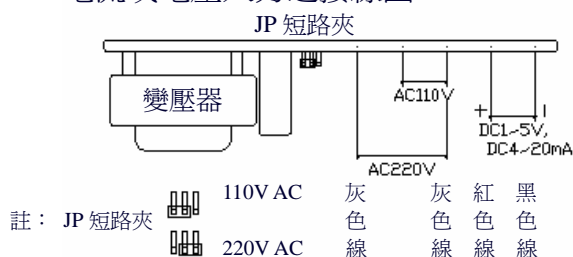 JP 短路夾
變壓器
AC110V
+ -
DC1~5V,
DC4~20mA
AC220V
註： JP 短路夾
110V AC 灰色線 灰色線 紅色線 黑色線
220V AC